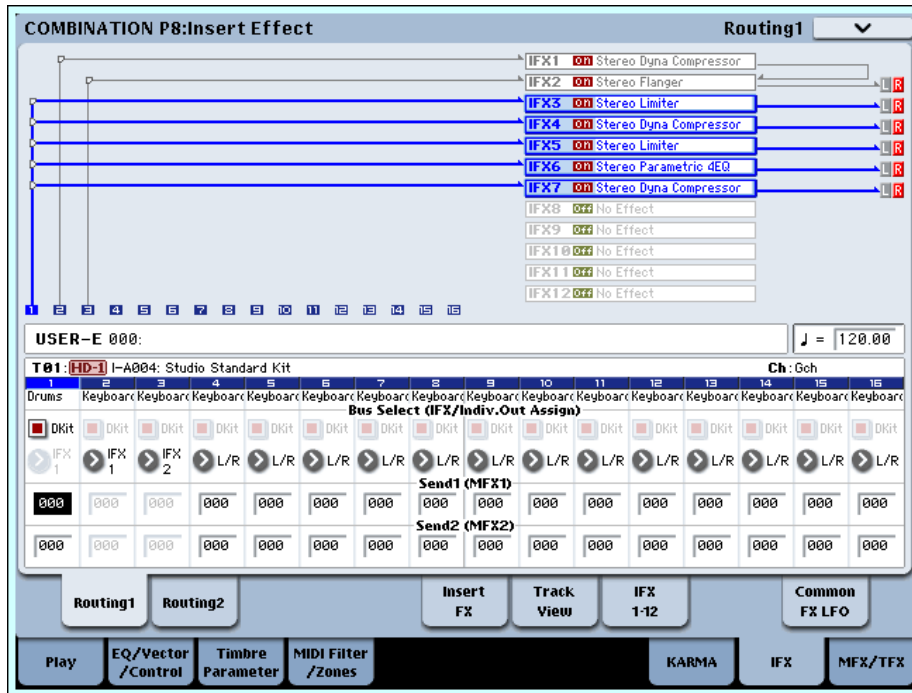 COMBINATION P8:Insert Effect Routing1
IFX1 On Stereo Dyna Compressor
IFX2 On Stereo Flanger L R
IFX3 On Stereo Limiter L R
IFX4 On Stereo Dyna Compressor L R
IFX5 On Stereo Limiter L R
IFX6 On Stereo Parametric 4EQ L R
IFX7 On Stereo Dyna Compressor L R
IFX8 Off No Effect
IFX9 Off No Effect
IFX10 Off No Effect
IFX11 Off No Effect
IFX12 Off No Effect
1 2 3 4 5 6 7 8 9 10 11 12 13 14 15 16
USER-E 000: ♩ = 120.00
T01: HD-1 I-A004: Studio Standard Kit Ch: Gch
1 2 3 4 5 6 7 8 9 10 11 12 13 14 15 16
Drums Keyboard Keyboard Keyboard Keyboard Keyboard Keyboard Keyboard Keyboard Keyboard Keyboard Keyboard Keyboard Keyboard Keyboard Keyboard
Bus Select (IFX/Indiv.Out Assign)
DKit DKit DKit DKit DKit DKit DKit DKit DKit DKit DKit DKit DKit DKit DKit DKit
IFX 1 IFX 1 IFX 2 L/R L/R L/R L/R L/R L/R L/R L/R L/R L/R L/R L/R L/R
Send1 (MFX1)
000 000 000 000 000 000 000 000 000 000 000 000 000 000 000 000
Send2 (MFX2)
000 000 000 000 000 000 000 000 000 000 000 000 000 000 000 000
Routing1 Routing2 Insert FX Track View IFX 1-12 Common FX LFO
Play EQ/Vector /Control Timbre Parameter MIDI Filter /Zones KARMA IFX MFX/TFX